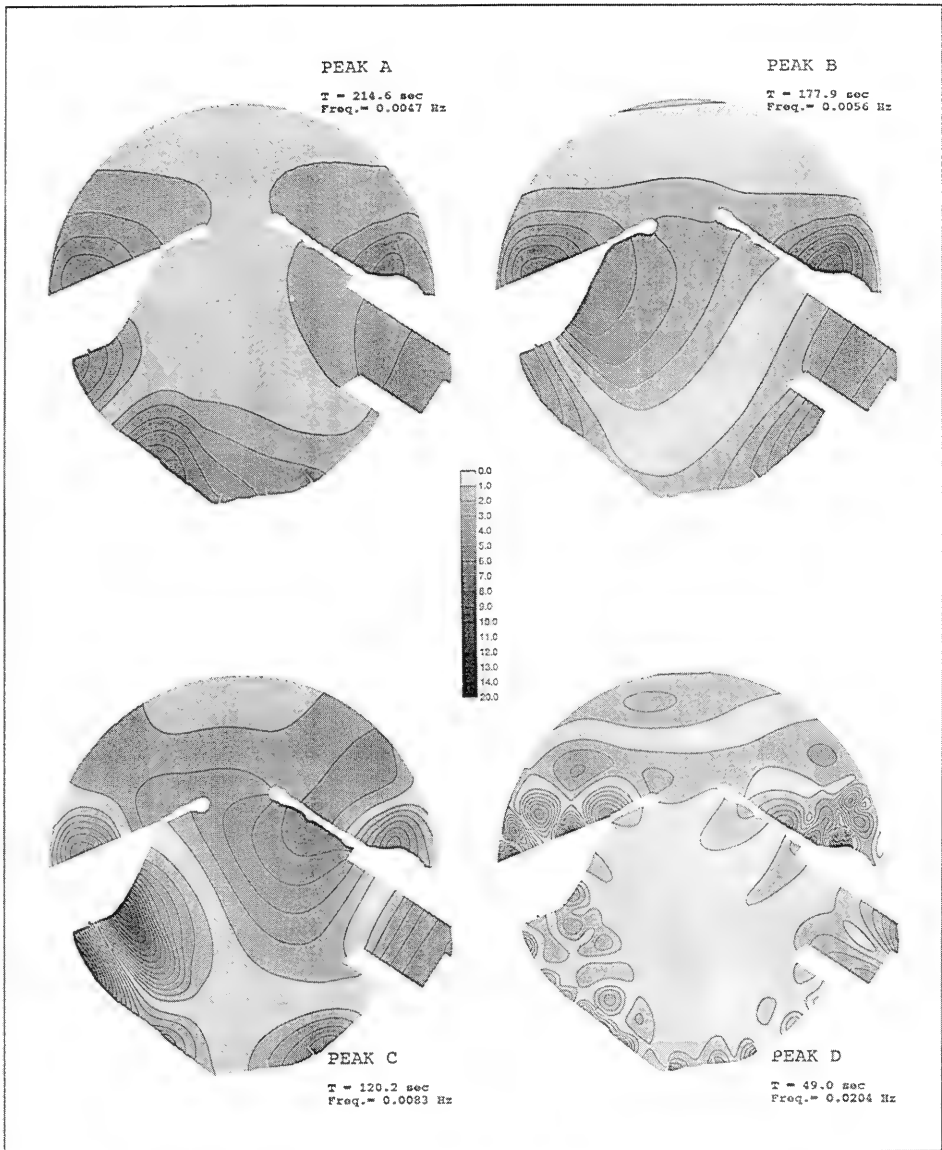 PEAK A
T = 214.6 sec
Freq.= 0.0047 Hz
PEAK B
T = 177.9 sec
Freq.= 0.0056 Hz
0.0
1.0
2.0
3.0
4.0
5.0
6.0
7.0
8.0
9.0
10.0
11.0
12.0
13.0
14.0
20.0
PEAK C
T = 120.2 sec
Freq.= 0.0083 Hz
PEAK D
T = 49.0 sec
Freq.= 0.0204 Hz